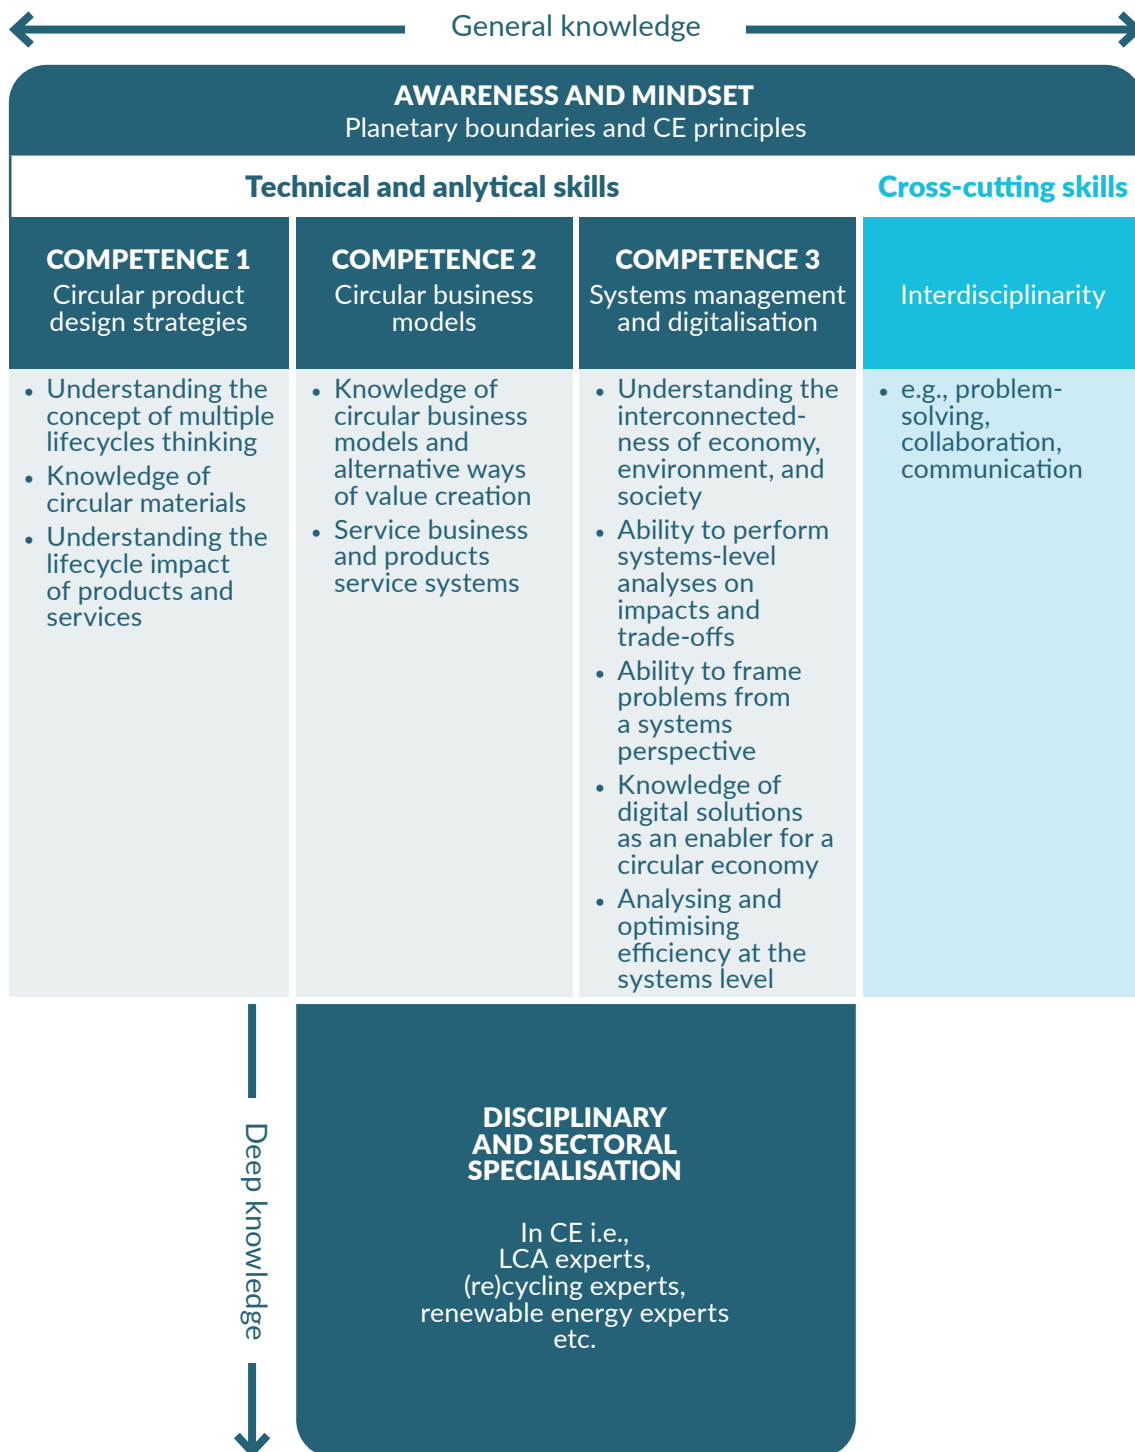 General knowledge
AWARENESS AND MINDSET
Planetary boundaries and CE principles
Technical and anlytical skills
Cross-cutting skills
COMPETENCE 1
Circular product
design strategies
• Understanding the
concept of multiple
lifecycles thinking
• Knowledge of
circular materials
• Understanding the
lifecycle impact
of products and
services
COMPETENCE 2
Circular business
models
• Knowledge of
circular business
models and
alternative ways
of value creation
• Service business
and products
service systems
COMPETENCE 3
Systems management
and digitalisation
• Understanding the
interconnected-
ness of economy,
environment, and
society
• Ability to perform
systems-level
analyses on
impacts and
trade-offs
• Ability to frame
problems from
a systems
perspective
• Knowledge of
digital solutions
as an enabler for a
circular economy
• Analysing and
optimising
efficiency at the
systems level
Interdisciplinarity
• e.g., problem-
solving,
collaboration,
communication
Deep knowledge
DISCIPLINARY
AND SECTORAL
SPECIALISATION
In CE i.e.,
LCA experts,
(re)cycling experts,
renewable energy experts
etc.